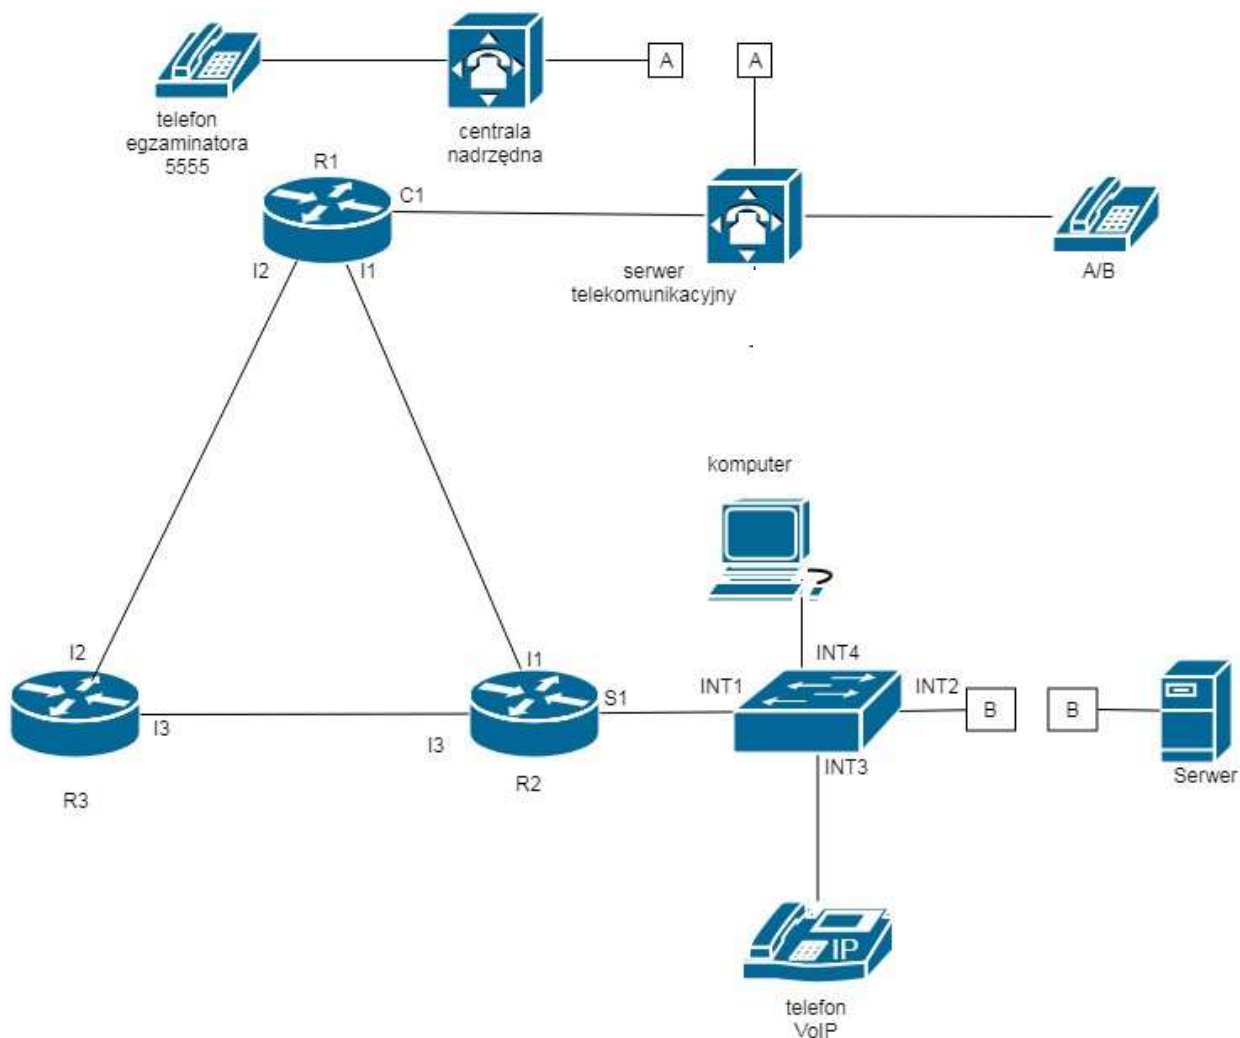 A
A
telefon
egzaminatora
5555
centrala
nadrzędna
R1
C1
I2
I1
serwer
telekomunikacyjny
A/B
komputer
I2
I1
INT4
INT1
INT2
S1
B
B
I3
I3
INT3
R3
R2
Serwer
IP
telefon
VoIP